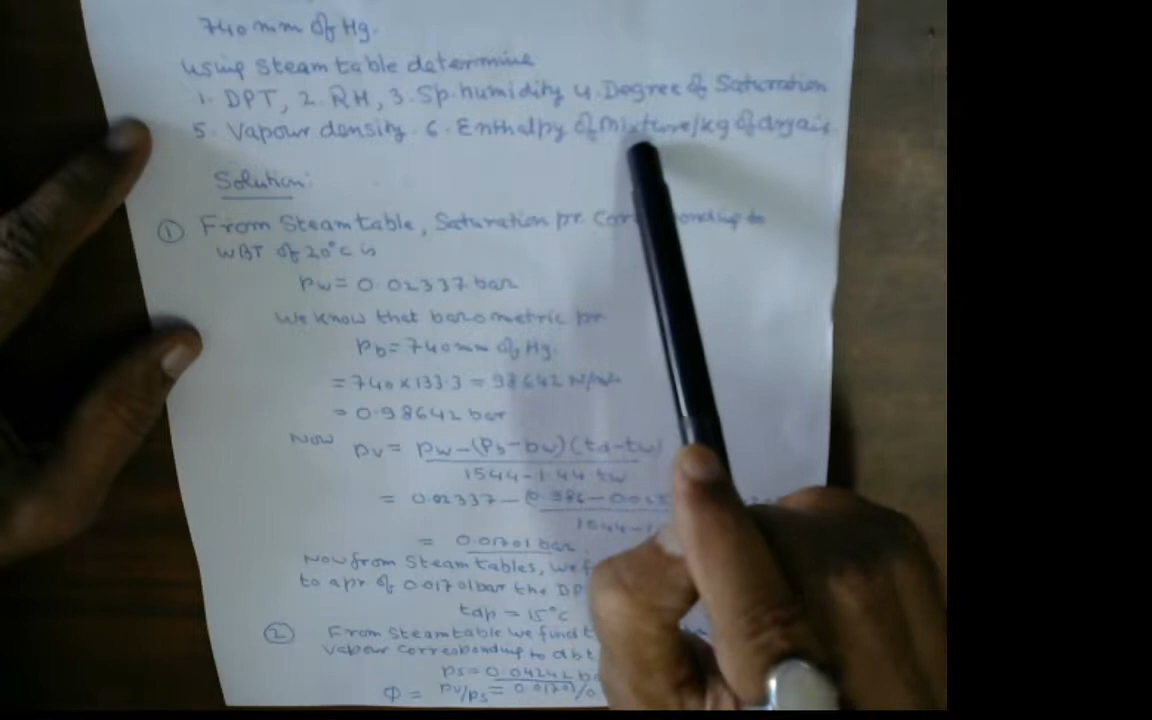 740 mm of Hg.
Using Steam table determine
1. DPT, 2. RH, 3. Sp. humidity 4. Degree of Saturation
5. Vapour density. 6. Enthalpy of mixture/kg of dry air.
Solution:
① From Steam table, Saturation pr. to
WBT of 20°C is
pw = 0.02337 bar
We know that barometric pr
Pb = 740 mm of Hg.
= 740 x 133.3 = 98642
= 0.98642 bar
Now pv = pw - (Pb - pw) (td - tw)
1544 - 1.44 tw
= 0.02337 -
1544 -
= 0.01701 bar
Now from Steam tables, we
to a pr of 0.01701 bar the DP
tdp = 15°C
② From Steam table we find
vapour corresponding to dbt
ps = 0.04242
Φ = pv/ps = 0.01701/0.